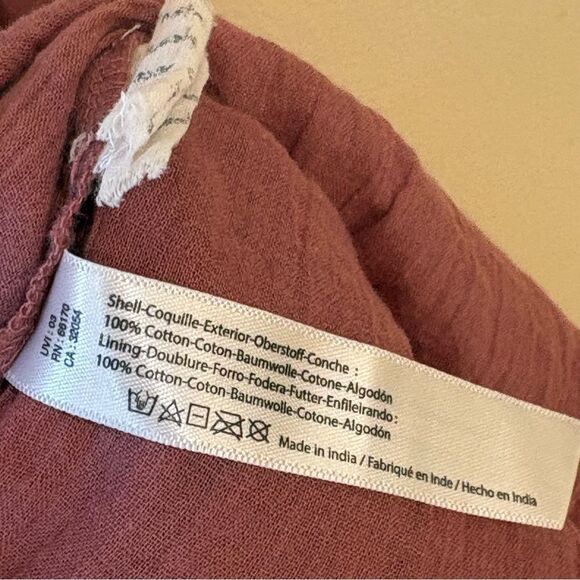 UVI : 03
RN : 66170
CA : 32054
Shell-Coquille-Exterior-Oberstoff-Conche :
100% Cotton-Coton-Baumwolle-Cotone-Algodón
Lining-Doublure-Forro-Fodera-Futter-Enfileirando :
100% Cotton-Coton-Baumwolle-Cotone-Algodón
Made in India / Fabriqué en Inde / Hecho en India